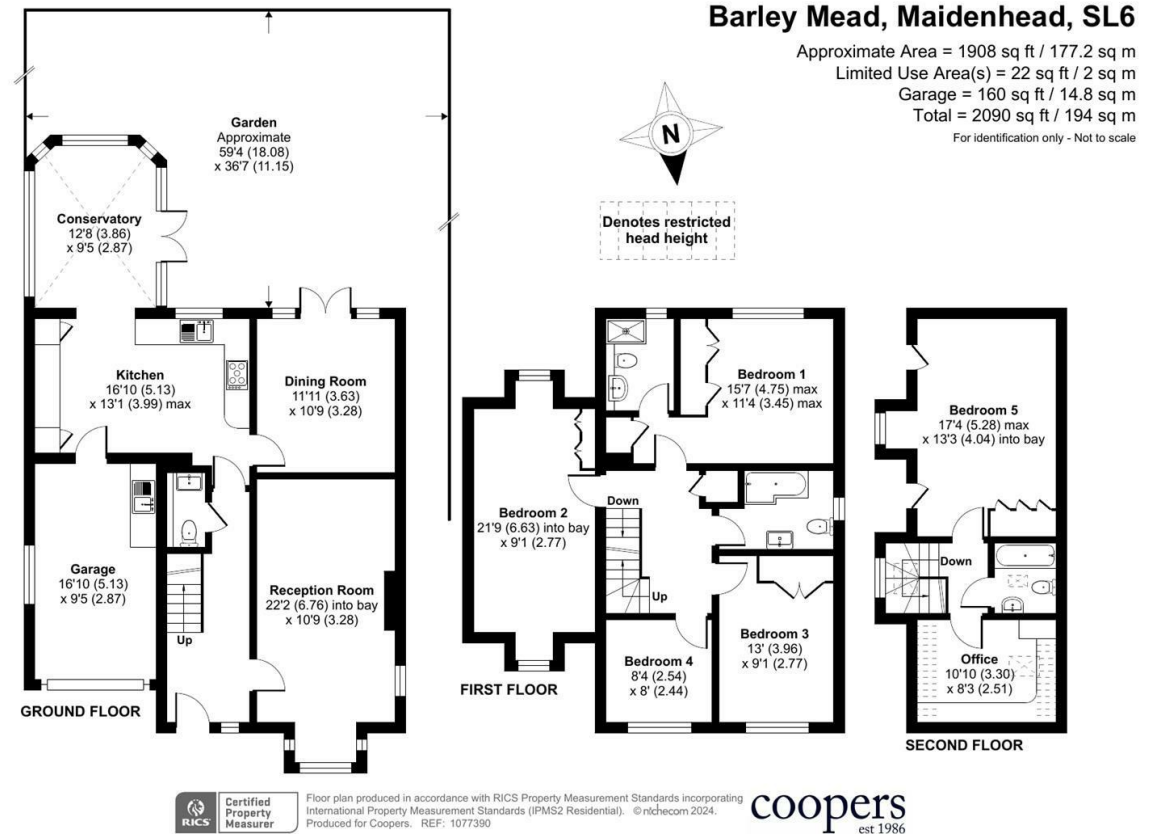 Barley Mead, Maidenhead, SL6
Approximate Area = 1908 sq ft / 177.2 sq m
Limited Use Area(s) = 22 sq ft / 2 sq m
Garage = 160 sq ft / 14.8 sq m
Total = 2090 sq ft / 194 sq m
For identification only - Not to scale
N
Denotes restricted
head height
Garden
Approximate
59'4 (18.08)
x 36'7 (11.15)
Conservatory
12'8 (3.86)
x 9'5 (2.87)
Kitchen
16'10 (5.13)
x 13'1 (3.99) max
Dining Room
11'11 (3.63)
x 10'9 (3.28)
Garage
16'10 (5.13)
x 9'5 (2.87)
Up
Reception Room
22'2 (6.76) into bay
x 10'9 (3.28)
GROUND FLOOR
Bedroom 1
15'7 (4.75) max
x 11'4 (3.45) max
Bedroom 2
21'9 (6.63) into bay
x 9'1 (2.77)
Down
Up
Bedroom 3
13' (3.96)
x 9'1 (2.77)
Bedroom 4
8'4 (2.54)
x 8' (2.44)
FIRST FLOOR
Bedroom 5
17'4 (5.28) max
x 13'3 (4.04) into bay
Down
Office
10'10 (3.30)
x 8'3 (2.51)
SECOND FLOOR
RICS
Certified
Property
Measurer
Floor plan produced in accordance with RICS Property Measurement Standards incorporating
International Property Measurement Standards (IPMS2 Residential). © ntchecom 2024.
Produced for Coopers. REF: 1077390
coopers
est 1986